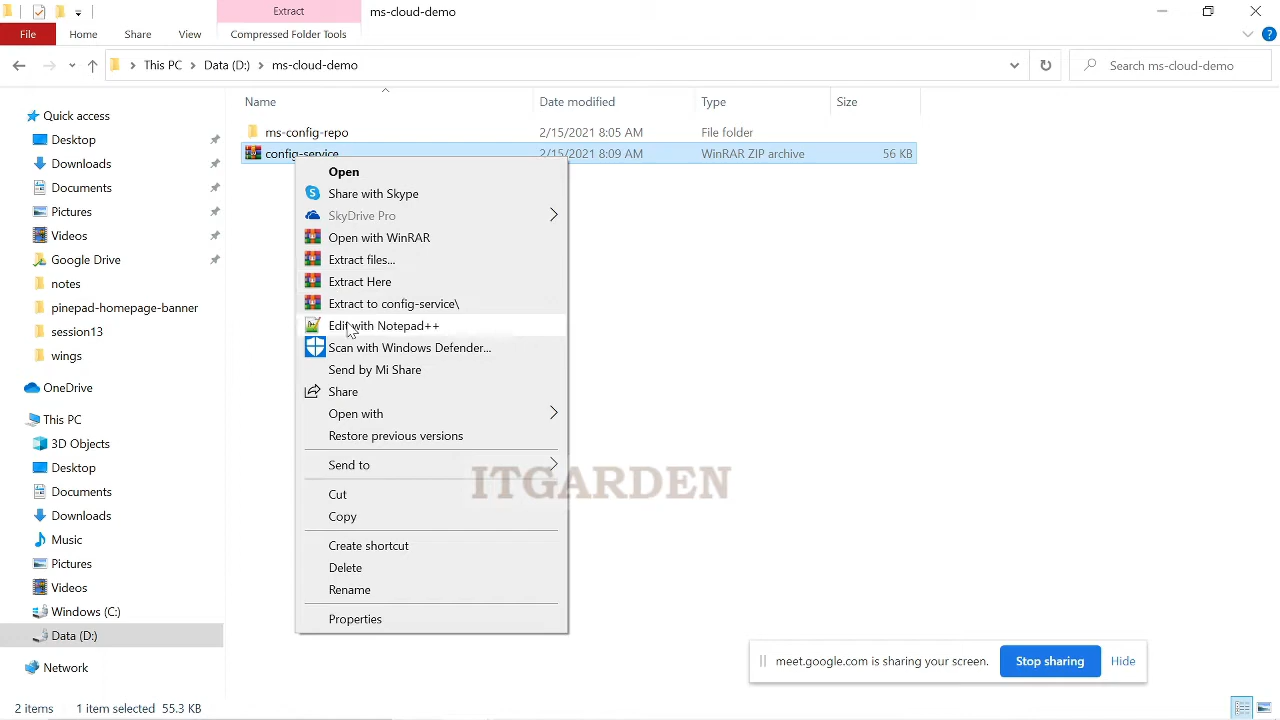 Extract
ms-cloud-demo
File
Home
Share
View
Compressed Folder Tools
This PC
Data (D:)
ms-cloud-demo
Search ms-cloud-demo
Name
Date modified
Type
Size
ms-config-repo
2/15/2021 8:05 AM
File folder
config-service
2/15/2021 8:09 AM
WinRAR ZIP archive
56 KB
Quick access
Desktop
Downloads
Documents
Pictures
Videos
Google Drive
notes
pinepad-homepage-banner
session13
wings
OneDrive
This PC
3D Objects
Desktop
Documents
Downloads
Music
Pictures
Videos
Windows (C:)
Data (D:)
Network
Open
Share with Skype
SkyDrive Pro
Open with WinRAR
Extract files...
Extract Here
Extract to config-service\
Edit with Notepad++
Scan with Windows Defender...
Send by Mi Share
Share
Open with
Restore previous versions
Send to
Cut
Copy
Create shortcut
Delete
Rename
Properties
ITGARDEN
meet.google.com is sharing your screen.
Stop sharing
Hide
2 items
1 item selected 55.3 KB